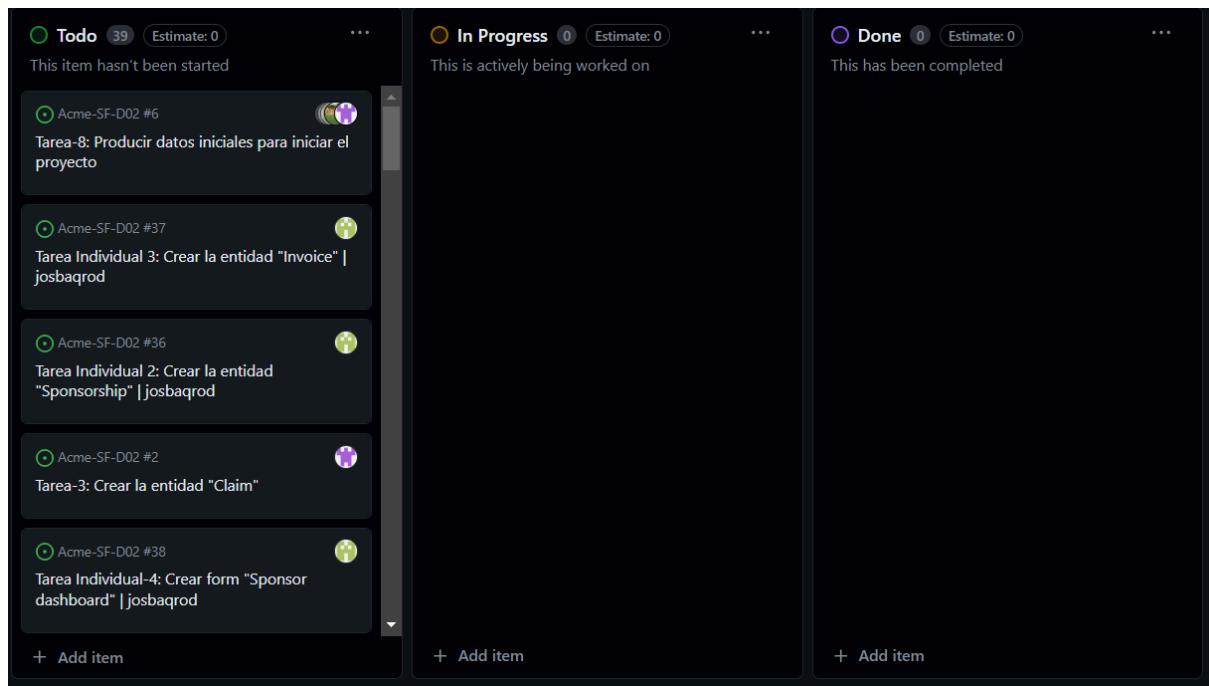 Todo 39 Estimate: 0
This item hasn't been started
Acme-SF-D02 #6
Tarea-8: Producir datos iniciales para iniciar el
proyecto
Acme-SF-D02 #37
Tarea Individual 3: Crear la entidad "Invoice" |
josbaqrod
Acme-SF-D02 #36
Tarea Individual 2: Crear la entidad
"Sponsorship" | josbaqrod
Acme-SF-D02 #2
Tarea-3: Crear la entidad "Claim"
Acme-SF-D02 #38
Tarea Individual-4: Crear form "Sponsor
dashboard" | josbaqrod
+ Add item
In Progress 0 Estimate: 0
This is actively being worked on
+ Add item
Done 0 Estimate: 0
This has been completed
+ Add item